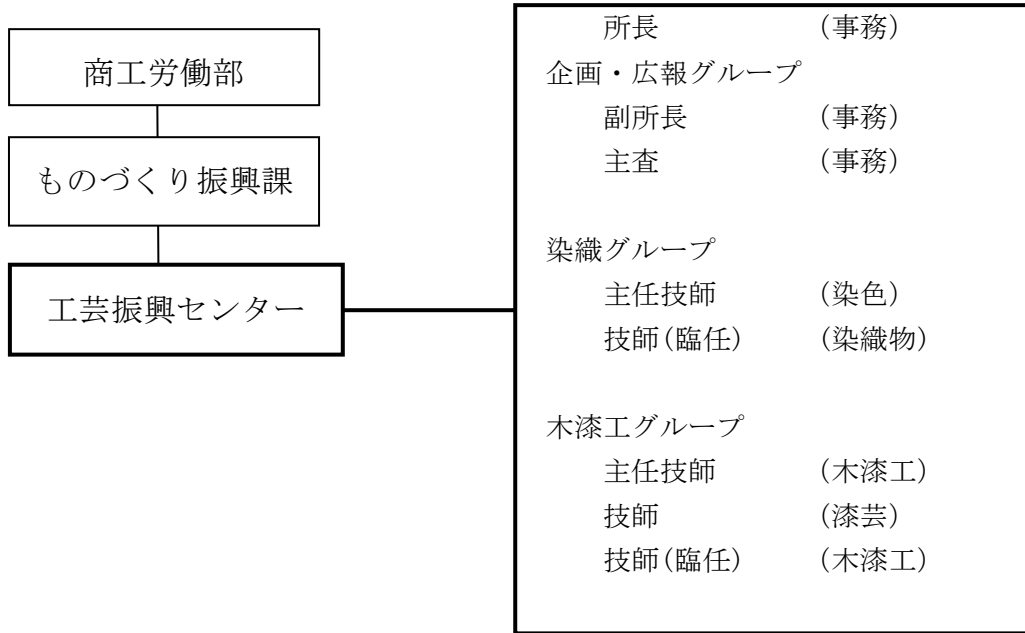 商工労働部
ものづくり振興課
工芸振興センター
所長 (事務)
企画・広報グループ
副所長 (事務)
主査 (事務)
染織グループ
主任技師 (染色)
技師(臨任) (染織物)
木漆工グループ
主任技師 (木漆工)
技師 (漆芸)
技師(臨任) (木漆工)